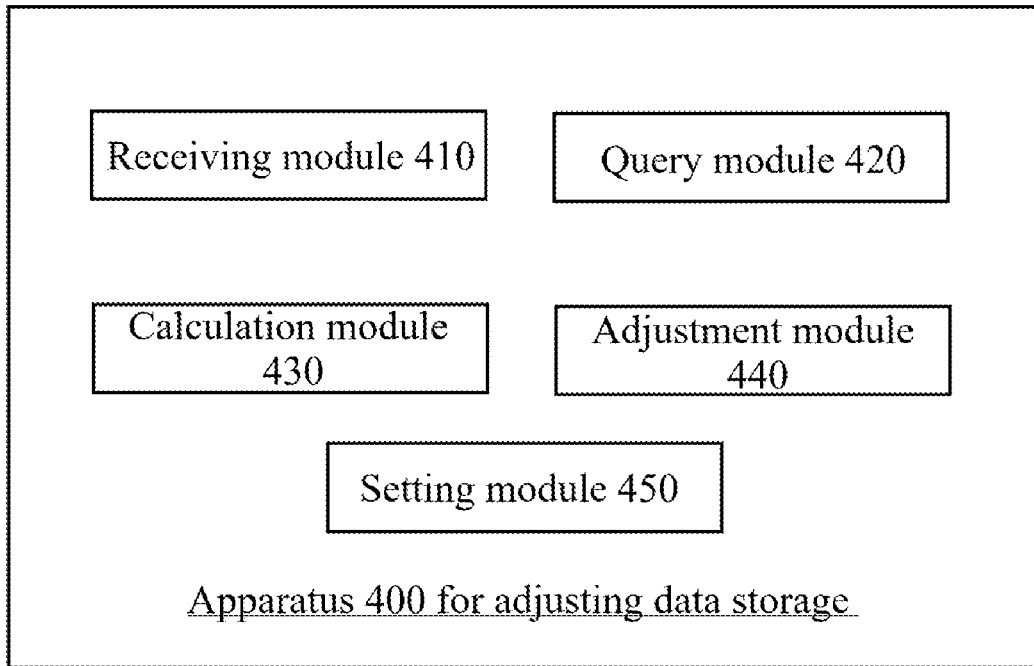 Receiving module 410
Query module 420
Calculation module
430
Adjustment module
440
Setting module 450
Apparatus 400 for adjusting data storage